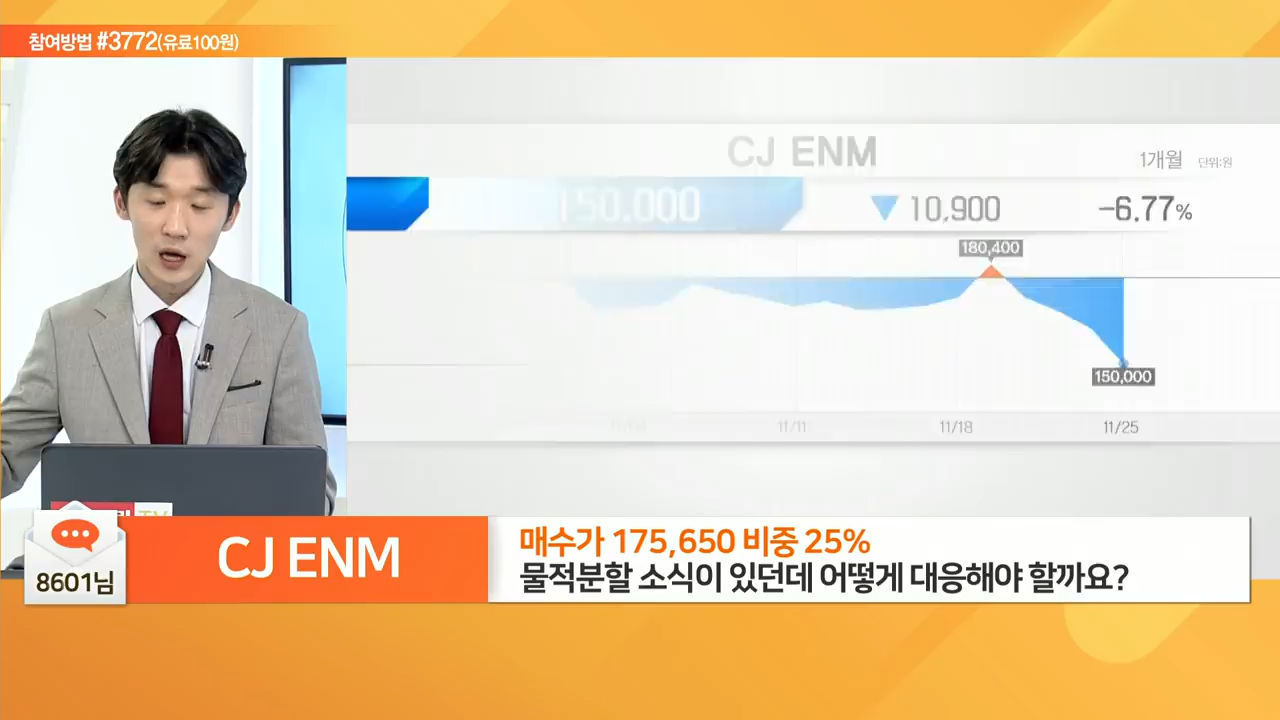 참여방법 #3772(유료100원)
CJ ENM
1개월 단위:원
150,000 ▼ 10,900 -6.77%
180,400
150,000
11/11 11/18 11/25
TV
CJ ENM
8601님
매수가 175,650 비중 25%
물적분할 소식이 있던데 어떻게 대응해야 할까요?